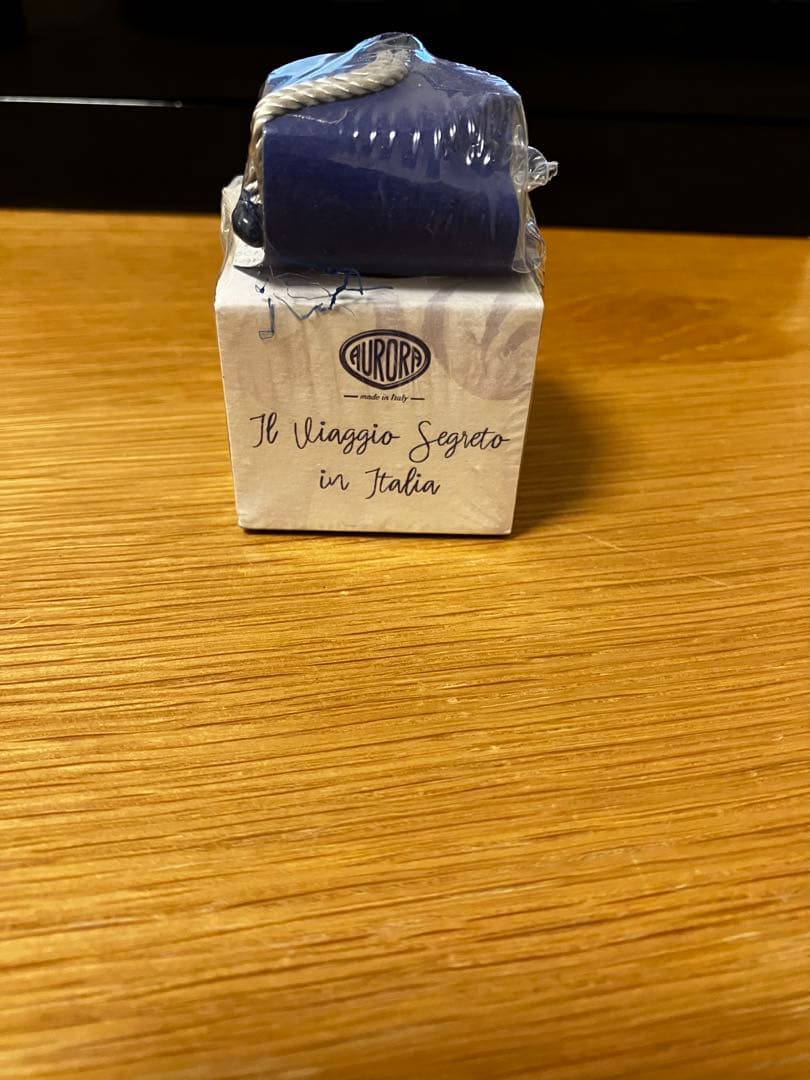 AURORA
made in Italy
Il Viaggio Segreto
in Italia